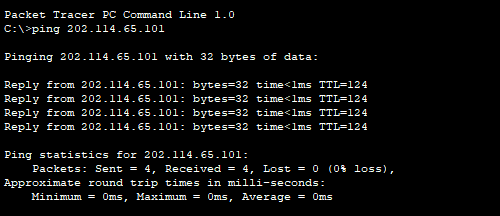 Packet Tracer PC Command Line 1.0
C:\>ping 202.114.65.101
Pinging 202.114.65.101 with 32 bytes of data:
Reply from 202.114.65.101: bytes=32 time<1ms TTL=124
Reply from 202.114.65.101: bytes=32 time<1ms TTL=124
Reply from 202.114.65.101: bytes=32 time<1ms TTL=124
Reply from 202.114.65.101: bytes=32 time<1ms TTL=124
Ping statistics for 202.114.65.101:
    Packets: Sent = 4, Received = 4, Lost = 0 (0% loss),
Approximate round trip times in milli-seconds:
    Minimum = 0ms, Maximum = 0ms, Average = 0ms